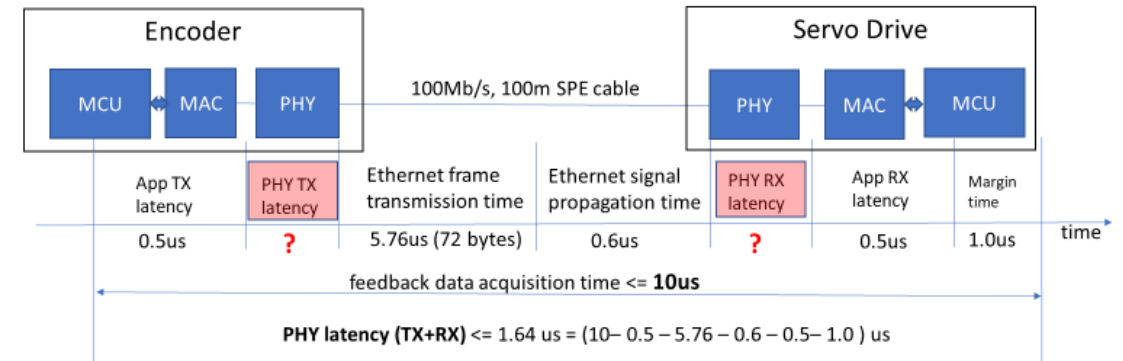 Encoder
Servo Drive
MCU
MAC
PHY
100Mb/s, 100m SPE cable
PHY
MAC
MCU
App TX
latency
PHY TX
latency
Ethernet frame
transmission time
Ethernet signal
propagation time
PHY RX
latency
App RX
latency
Margin
time
0.5us
?
5.76us (72 bytes)
0.6us
?
0.5us
1.0us
time
feedback data acquisition time <= 10us
PHY latency (TX+RX) <= 1.64 us = (10– 0.5 – 5.76 – 0.6 – 0.5– 1.0 ) us